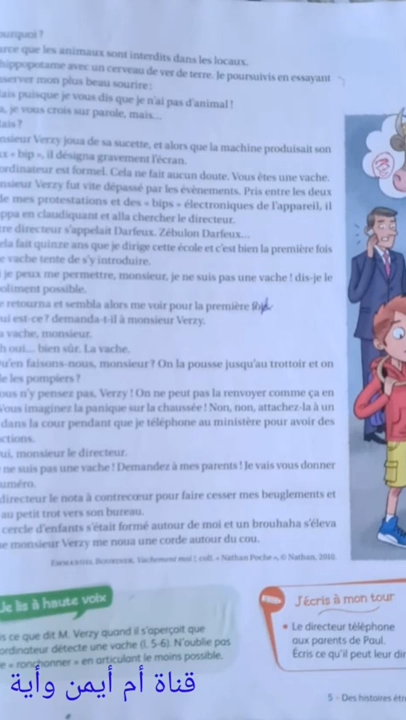 pourquoi ?
arce que les animaux sont interdits dans les locaux.
hippopotame avec un cerveau de ver de terre. Je poursuivis en essayant
server mon plus beau sourire :
ais puisque je vous dis que je n'ai pas d'animal !
, je vous crois sur parole, mais...
ais ?
nsieur Verzy joua de sa sucette, et alors que la machine produisait son
x « bip », il désigna gravement l'écran.
ordinateur est formel. Cela ne fait aucun doute. Vous êtes une vache.
nsieur Verzy fut vite dépassé par les évènements. Pris entre les deux
de mes protestations et des « bips » électroniques de l'appareil, il
ppa en claudiquant et alla chercher le directeur.
tre directeur s'appelait Darfeux. Zébulon Darfeux...
ela fait quinze ans que je dirige cette école et c'est bien la première fois
e vache tente de s'y introduire.
je peux me permettre, monsieur, je ne suis pas une vache ! dis-je le
oliment possible.
e retourna et sembla alors me voir pour la première
ui est-ce ? demanda-t-il à monsieur Verzy.
a vache, monsieur.
h oui... bien sûr. La vache.
u'en faisons-nous, monsieur ? On la pousse jusqu'au trottoir et on
le les pompiers ?
ous n'y pensez pas, Verzy ! On ne peut pas la renvoyer comme ça en
Vous imaginez la panique sur la chaussée ! Non, non, attachez-la à un
dans la cour pendant que je téléphone au ministère pour avoir des
ctions.
ui, monsieur le directeur.
ne suis pas une vache ! Demandez à mes parents ! Je vais vous donner
uméro.
directeur le nota à contrecœur pour faire cesser mes beuglements et
au petit trot vers son bureau.
cercle d'enfants s'était formé autour de moi et un brouhaha s'éleva
e monsieur Verzy me noua une corde autour du cou.
EMMANUEL BOURDIER, Vachement moi !, coll. « Nathan Poche », © Nathan, 2010.
Je lis à haute voix
is ce que dit M. Verzy quand il s'aperçoit que
ordinateur détecte une vache (l. 5-6). N'oublie pas
e « ronchonner » en articulant le moins possible.
J'écris à mon tour
• Le directeur téléphone
aux parents de Paul.
Écris ce qu'il peut leur dir
قناة أم أيمن وأية
5 - Des histoires êtr